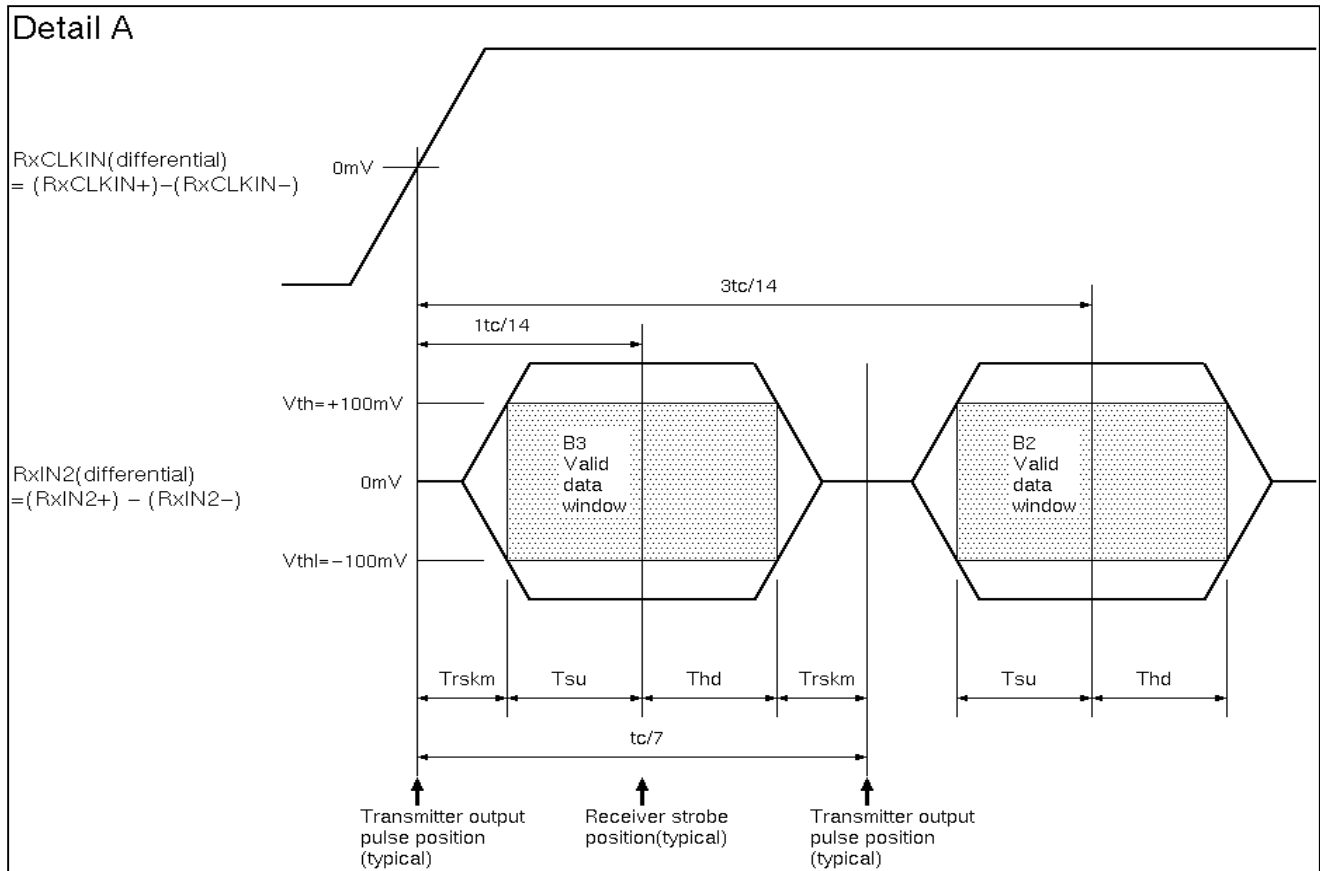 Detail A
RxCLKIN(differential)
= (RxCLKIN+)-(RxCLKIN-)
0mV
3tc/14
1tc/14
Vth=+100mV
RxIN2(differential)
=(RxIN2+) - (RxIN2-)
0mV
Vthl=-100mV
B3
Valid
data
window
B2
Valid
data
window
Trskm
Tsu
Thd
Trskm
Tsu
Thd
tc/7
Transmitter output
pulse position
(typical)
Receiver strobe
position(typical)
Transmitter output
pulse position
(typical)